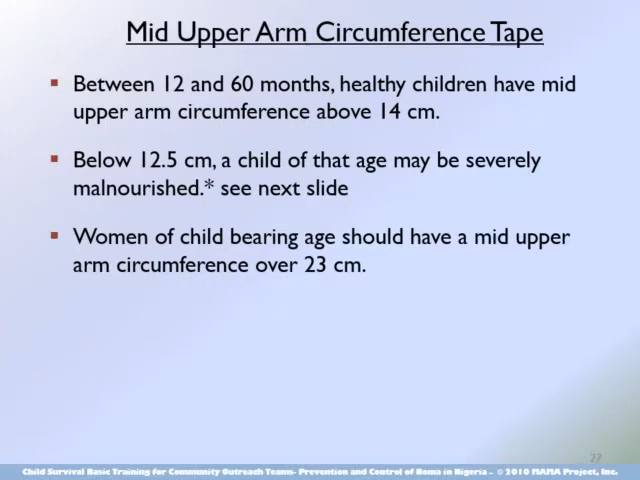 Mid Upper Arm Circumference Tape
Between 12 and 60 months, healthy children have mid
upper arm circumference above 14 cm.
Below 12.5 cm, a child of that age may be severely
malnourished.* see next slide
Women of child bearing age should have a mid upper
arm circumference over 23 cm.
27
Child Survival Basic Training for Community Outreach Teams- Prevention and Control of Noma in Nigeria .. © 2010 MAMA Project, Inc.